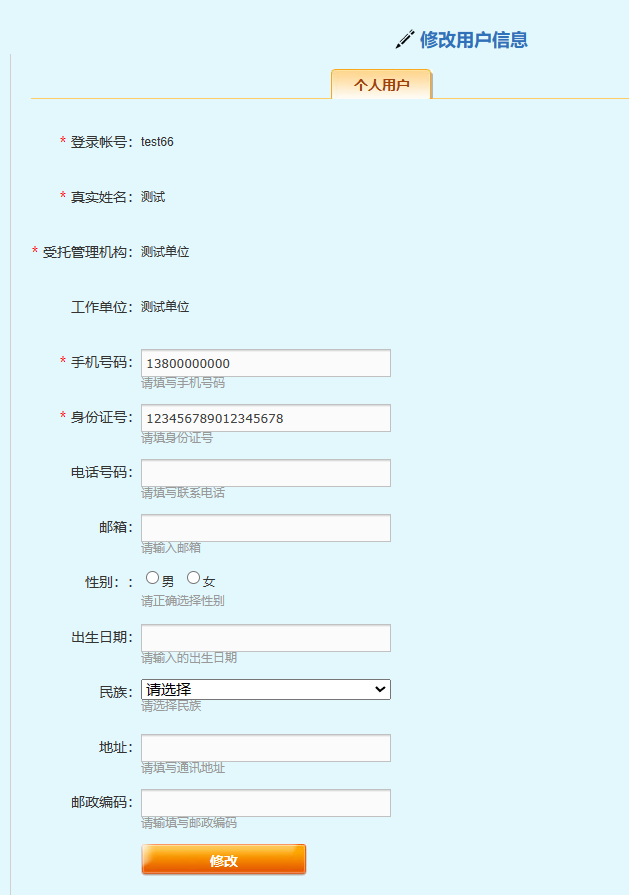 修改用户信息
个人用户
* 登录帐号： test66
* 真实姓名： 测试
* 受托管理机构： 测试单位
工作单位： 测试单位
* 手机号码： 13800000000
请填写手机号码
* 身份证号： 123456789012345678
请填身份证号
电话号码：
请填写联系电话
邮箱：
请输入邮箱
性别：： 男 女
请正确选择性别
出生日期：
请输入的出生日期
民族： 请选择
请选择民族
地址：
请填写通讯地址
邮政编码：
请输填写邮政编码
修改